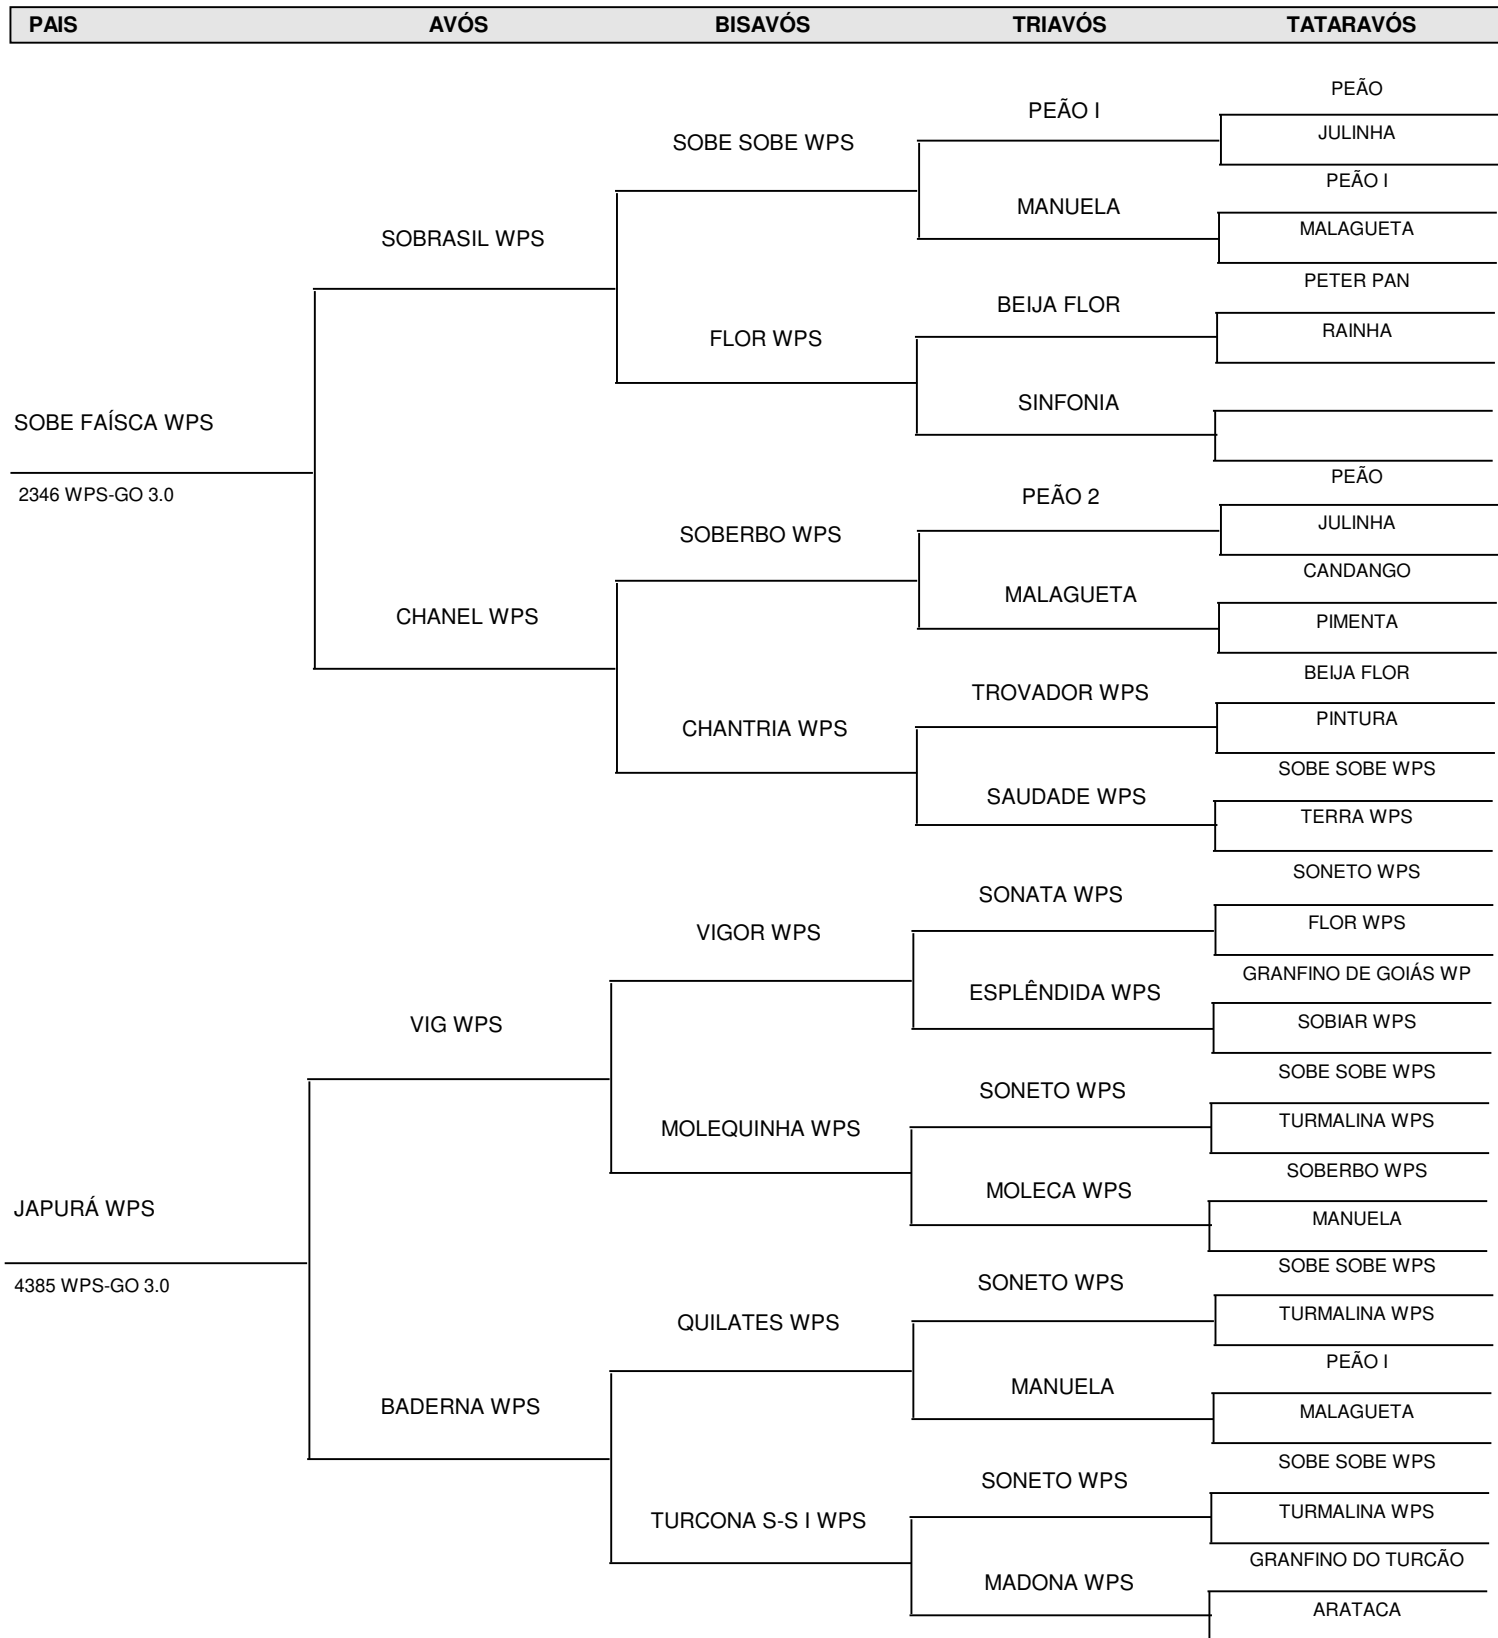 PAIS AVÓS BISAVÓS TRIAVÓS TATARAVÓS
PEÃO
PEÃO I
JULINHA
SOBE SOBE WPS
PEÃO I
MANUELA
MALAGUETA
SOBRASIL WPS
PETER PAN
BEIJA FLOR
RAINHA
FLOR WPS
SINFONIA
SOBE FAÍSCA WPS
2346 WPS-GO 3.0
PEÃO
PEÃO 2
JULINHA
SOBERBO WPS
CANDANGO
MALAGUETA
PIMENTA
CHANEL WPS
BEIJA FLOR
TROVADOR WPS
PINTURA
CHANTRIA WPS
SOBE SOBE WPS
SAUDADE WPS
TERRA WPS
SONETO WPS
SONATA WPS
FLOR WPS
VIGOR WPS
GRANFINO DE GOIÁS WP
ESPLÊNDIDA WPS
SOBIAR WPS
VIG WPS
SOBE SOBE WPS
SONETO WPS
TURMALINA WPS
MOLEQUINHA WPS
SOBERBO WPS
MOLECA WPS
MANUELA
JAPURÁ WPS
4385 WPS-GO 3.0
SOBE SOBE WPS
SONETO WPS
TURMALINA WPS
QUILATES WPS
PEÃO I
MANUELA
MALAGUETA
BADERNA WPS
SOBE SOBE WPS
SONETO WPS
TURMALINA WPS
TURCONA S-S I WPS
GRANFINO DO TURCÃO
MADONA WPS
ARATACA